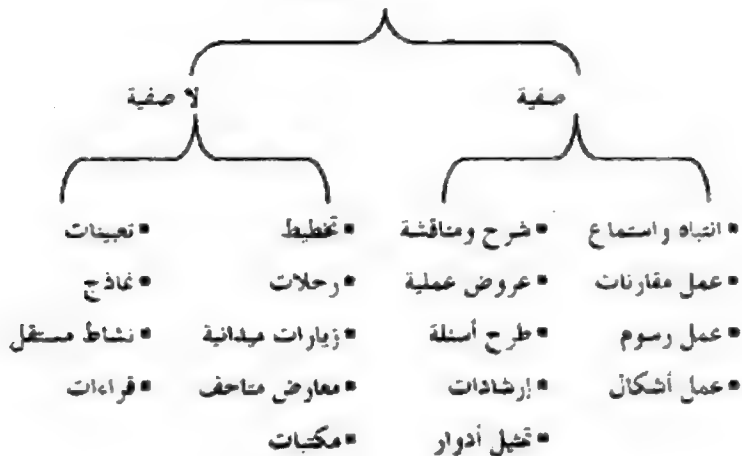 صفية
لا صفية
▪ انتباه واستماع
▪ عمل مقارنات
▪ عمل رسوم
▪ عمل أشكال
▪ شرح ومناقشة
▪ عروض عملية
▪ طرح أسئلة
▪ إرشادات
▪ تمثيل أدوار
▪ تخطيط
▪ رحلات
▪ زيارات ميدانية
▪ معارض متاحف
▪ مكتبات
▪ تعيينات
▪ نماذج
▪ نشاط مستقل
▪ قراءات